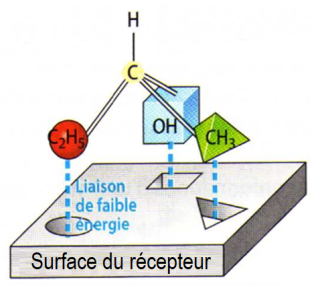 H
C
C₂H₅
OH
CH₃
Liaison
de faible
énergie
Surface du récepteur